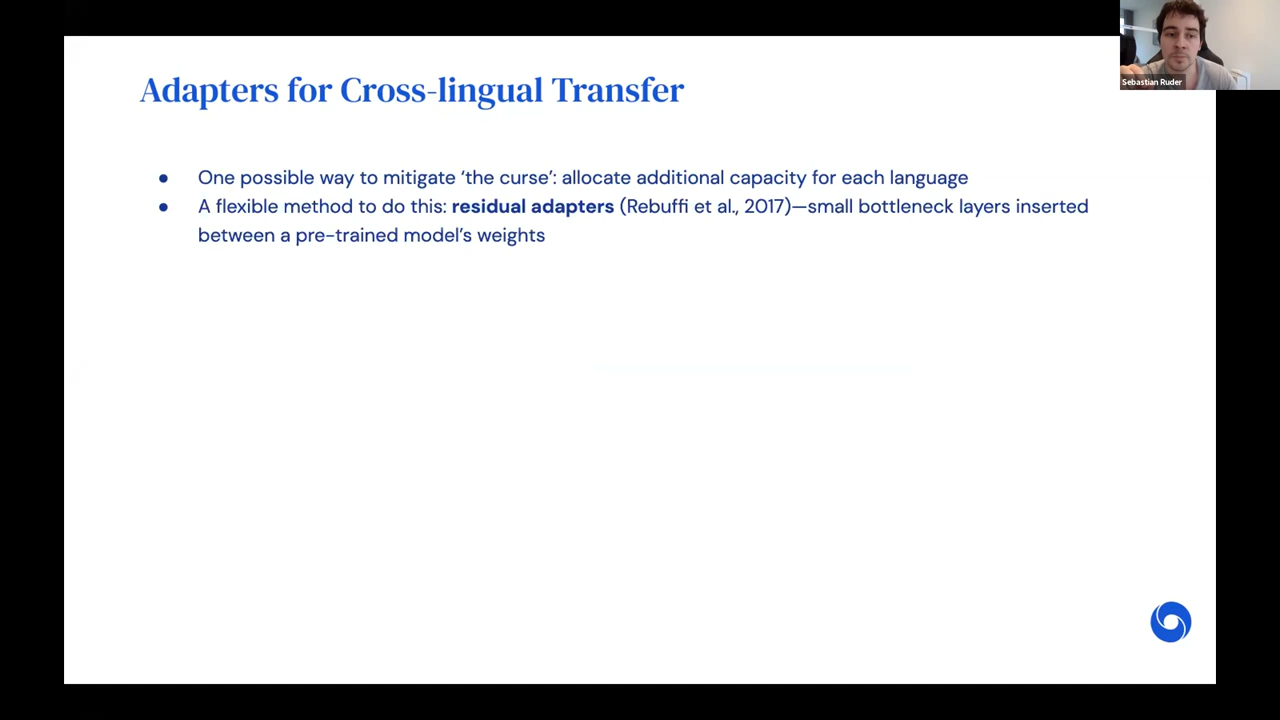 Sebastian Ruder
Adapters for Cross-lingual Transfer
● One possible way to mitigate ‘the curse’: allocate additional capacity for each language
● A flexible method to do this: residual adapters (Rebuffi et al., 2017)—small bottleneck layers inserted
between a pre-trained model’s weights